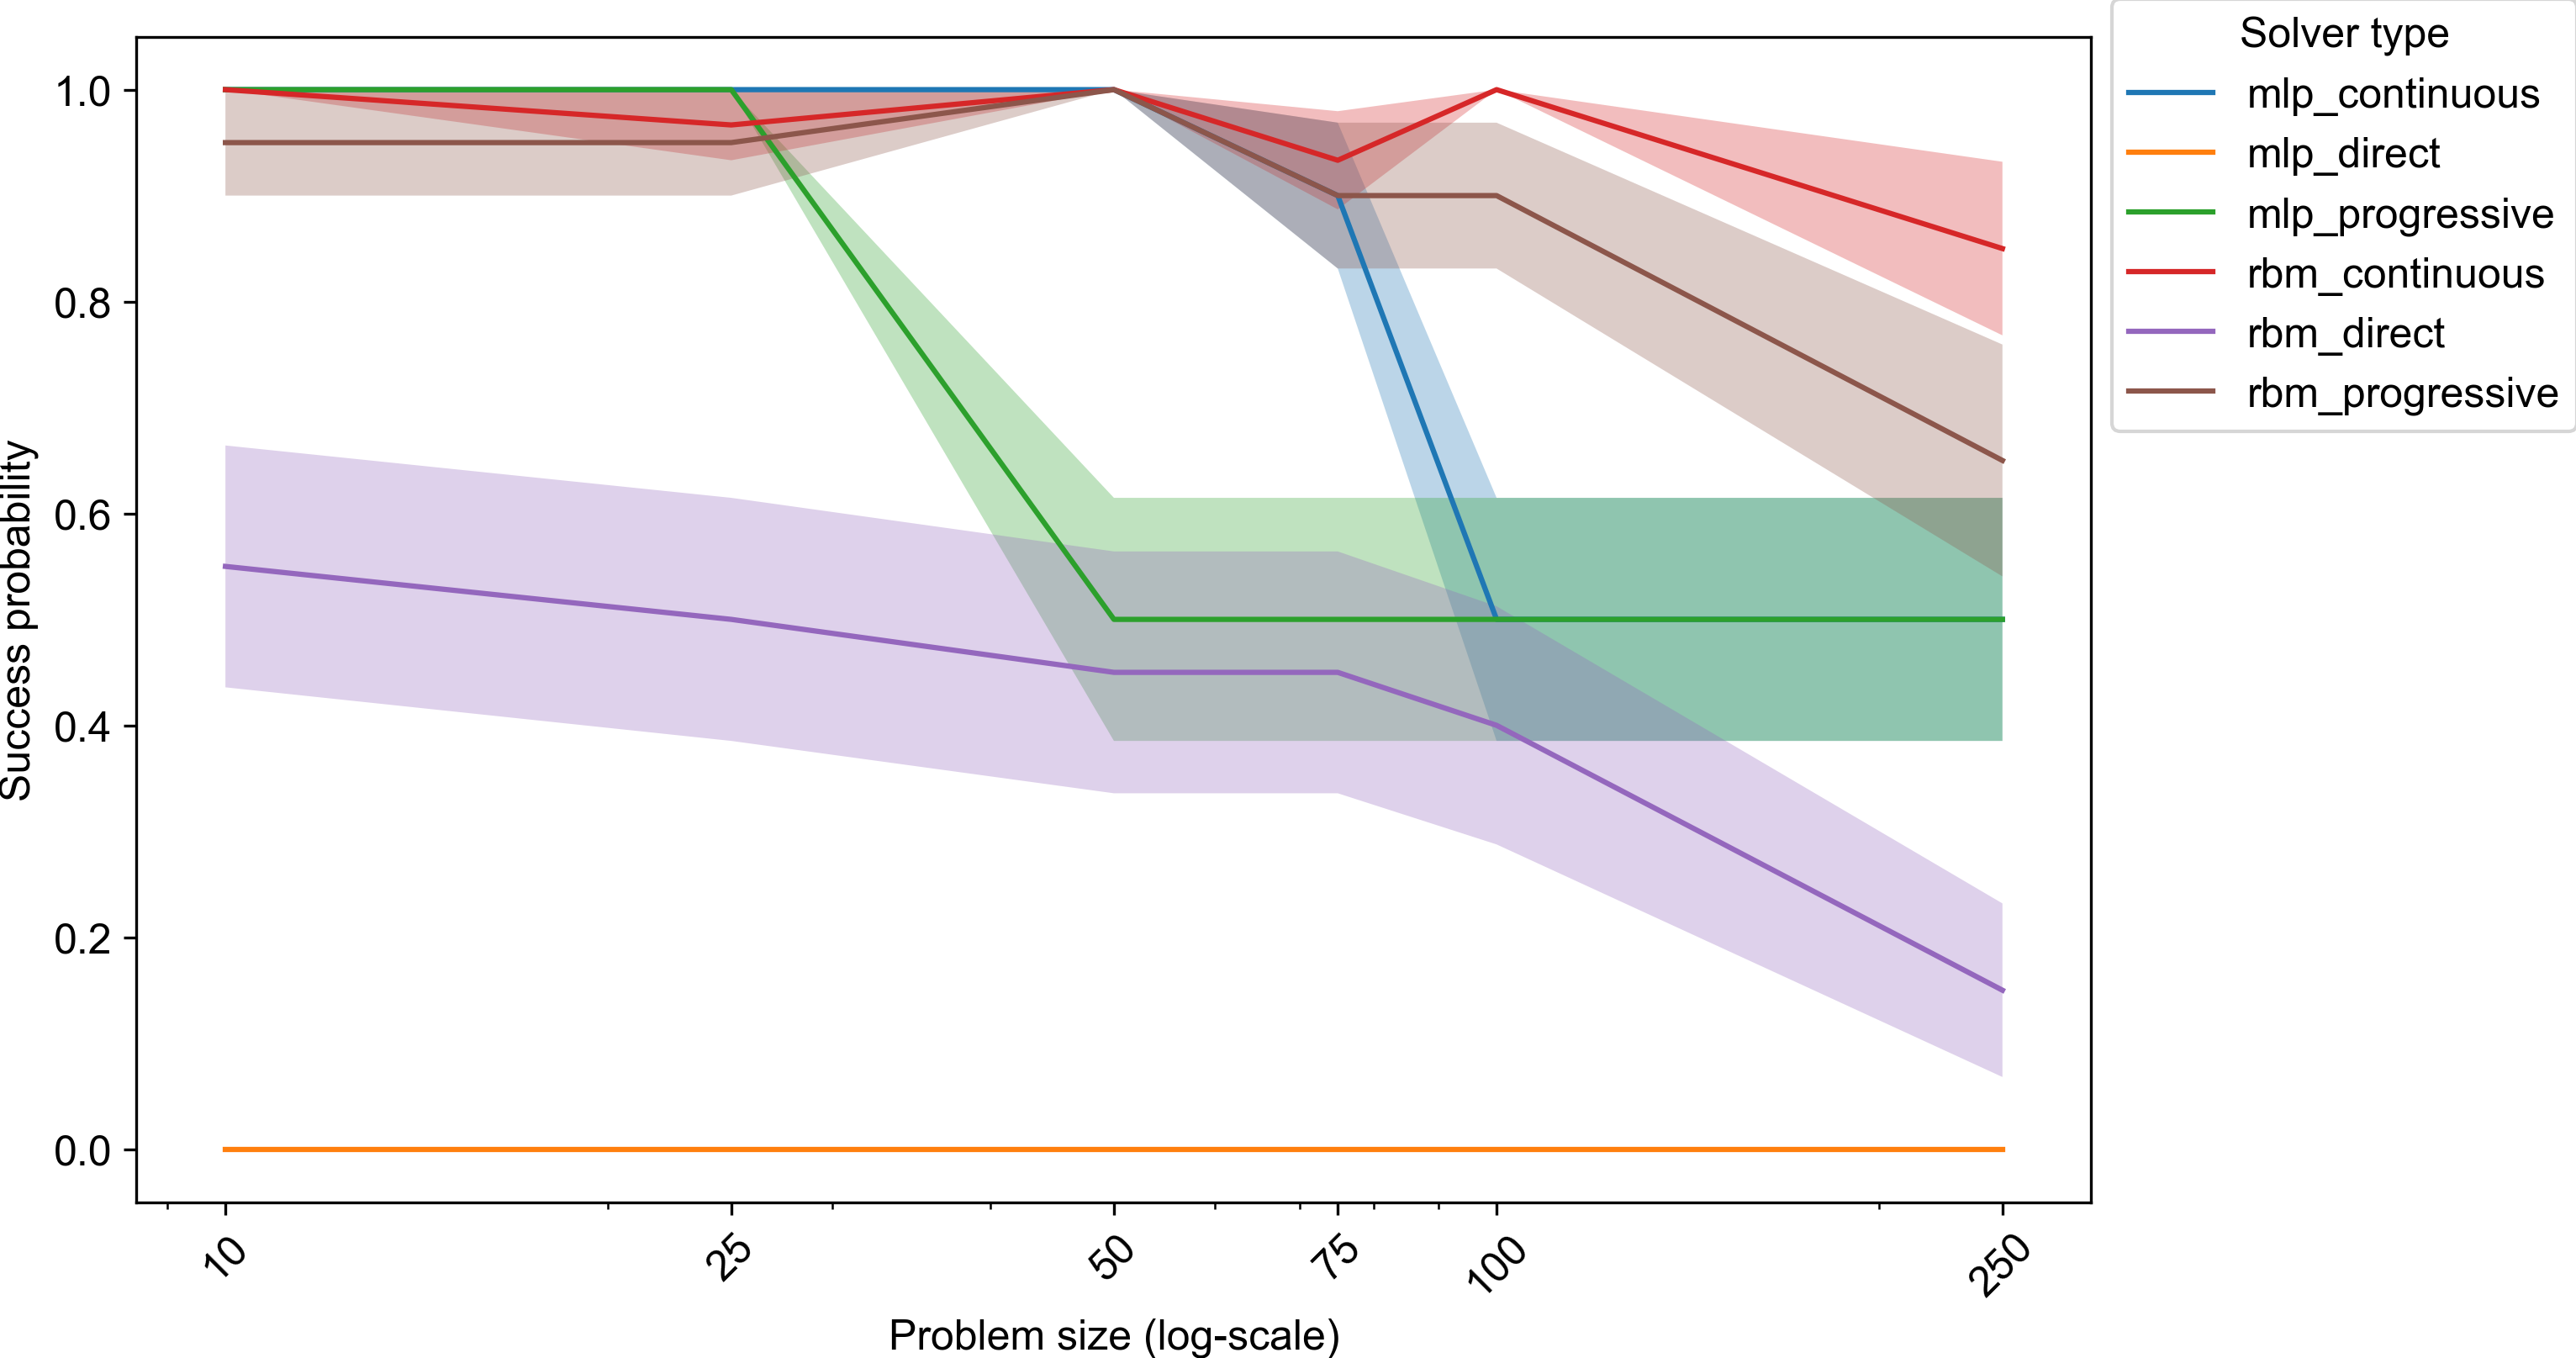 Solver type
mlp_continuous
mlp_direct
mlp_progressive
rbm_continuous
rbm_direct
rbm_progressive
Success probability
1.0
0.8
0.6
0.4
0.2
0.0
10
25
50
75
100
250
Problem size (log-scale)